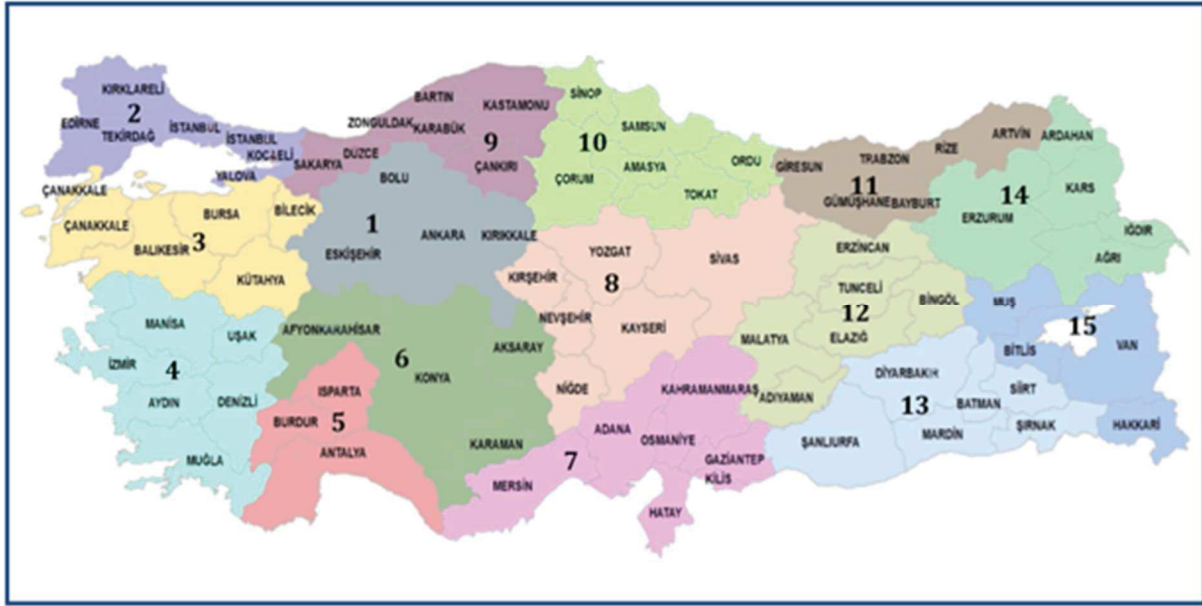 KIRKLARELİ
2
EDİRNE
TEKİRDAĞ
İSTANBUL
İSTANBUL
KOCAELİ
YALOVA
ÇANAKKALE
ÇANAKKALE
BURSA
BİLECİK
BALIKESİR
3
KÜTAHYA
MANİSA
UŞAK
İZMİR
4
AYDIN
DENİZLİ
MUĞLA
BARTIN
KASTAMONU
ZONGULDAK
KARABÜK
9
SAKARYA
DÜZCE
ÇANKIRI
BOLU
1
ANKARA
KIRIKKALE
ESKİŞEHİR
AFYONKAHAHİSAR
6
AKSARAY
KONYA
KARAMAN
ISPARTA
BURDUR
5
ANTALYA
SİNOP
SAMSUN
10
AMASYA
ORDU
ÇORUM
TOKAT
YOZGAT
SİVAS
KIRŞEHİR
8
NEVŞEHİR
KAYSERİ
NİĞDE
KAHRAMANMARAŞ
ADANA
OSMANİYE
7
GAZİANTEP
KİLİS
MERSİN
HATAY
ARTVİN
RİZE
TRABZON
GİRESUN
11
GÜMÜŞHANE
BAYBURT
ERZİNCAN
TUNCELİ
BİNGÖL
12
MALATYA
ELAZIĞ
ADIYAMAN
ARDAHAN
14
KARS
ERZURUM
IĞDIR
AĞRI
MUŞ
15
BİTLİS
VAN
HAKKARİ
DİYARBAKIR
SİİRT
13
BATMAN
MARDİN
ŞIRNAK
ŞANLIURFA